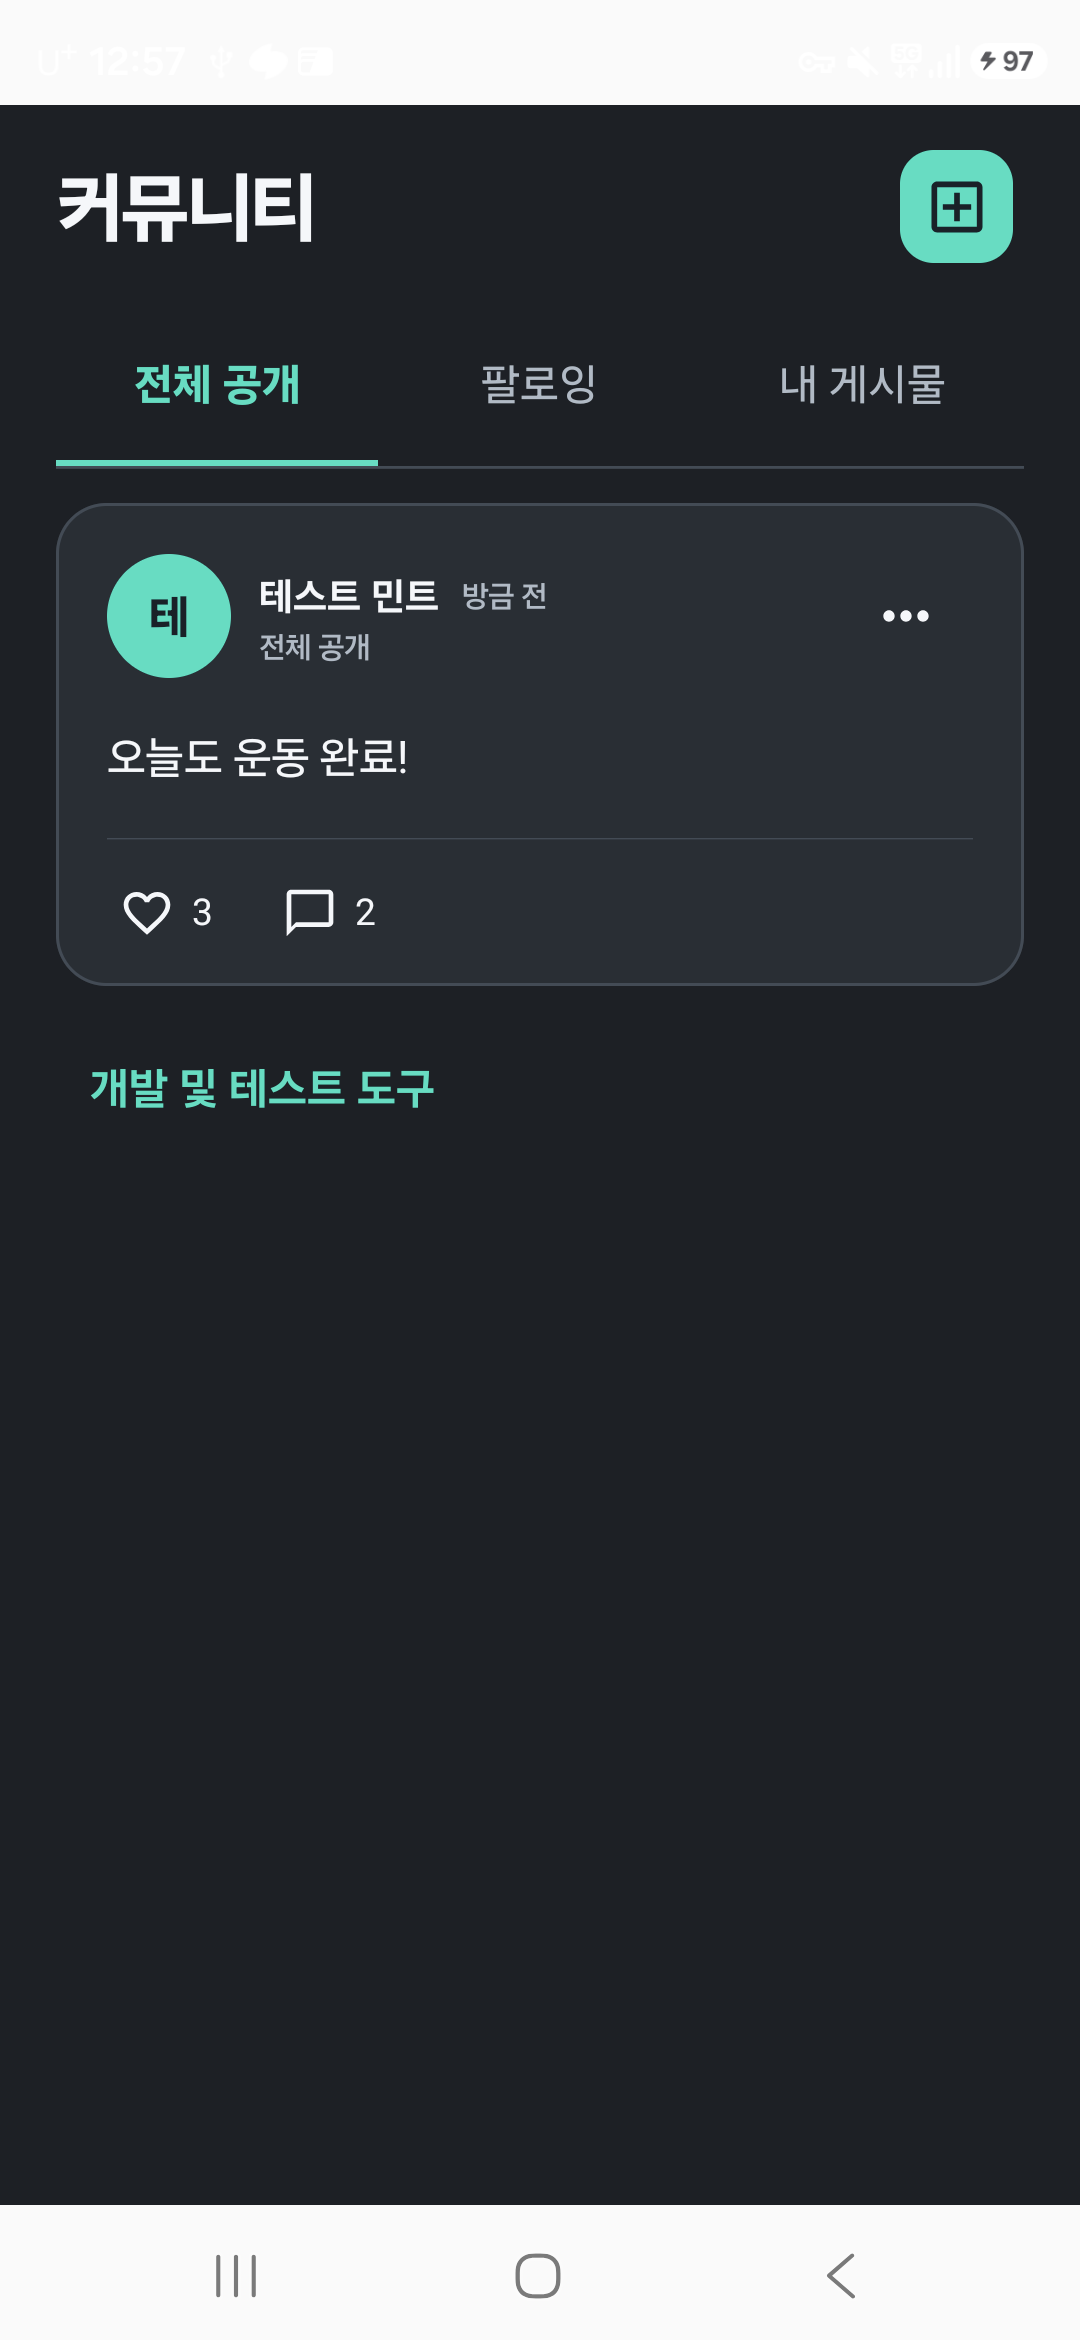 U+ 12:57 97
커뮤니티
전체 공개 팔로잉 내 게시물
테
테스트 민트 방금 전
전체 공개
오늘도 운동 완료!
3 2
개발 및 테스트 도구